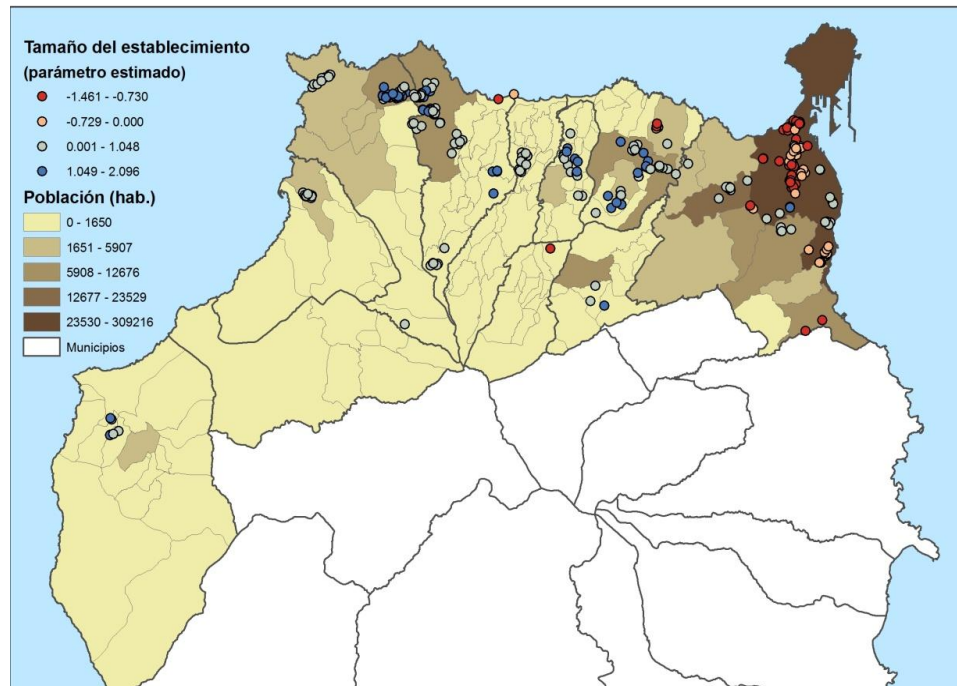 Tamaño del establecimiento
(parámetro estimado)
-1.461 - -0.730
-0.729 - 0.000
0.001 - 1.048
1.049 - 2.096
Población (hab.)
0 - 1650
1651 - 5907
5908 - 12676
12677 - 23529
23530 - 309216
Municipios